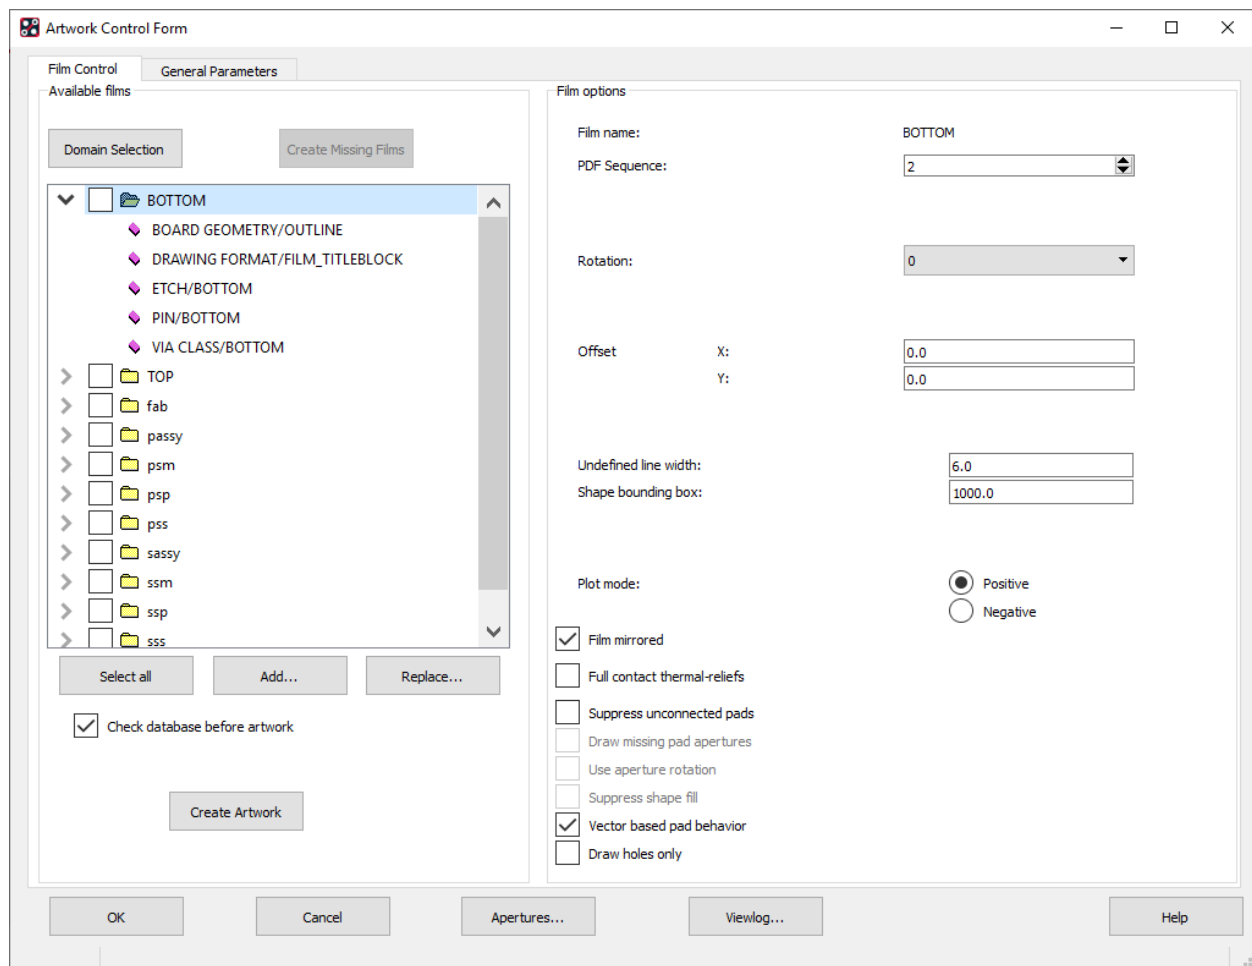 Artwork Control Form
Film Control
General Parameters
Available films
Domain Selection
Create Missing Films
BOTTOM
BOARD GEOMETRY/OUTLINE
DRAWING FORMAT/FILM_TITLEBLOCK
ETCH/BOTTOM
PIN/BOTTOM
VIA CLASS/BOTTOM
TOP
fab
passy
psm
psp
pss
sassy
ssm
ssp
sss
Select all
Add...
Replace...
Check database before artwork
Create Artwork
Film options
Film name: BOTTOM
PDF Sequence: 2
Rotation: 0
Offset X: 0.0
Y: 0.0
Undefined line width: 6.0
Shape bounding box: 1000.0
Plot mode: Positive
Negative
Film mirrored
Full contact thermal-reliefs
Suppress unconnected pads
Draw missing pad apertures
Use aperture rotation
Suppress shape fill
Vector based pad behavior
Draw holes only
OK
Cancel
Apertures...
Viewlog...
Help